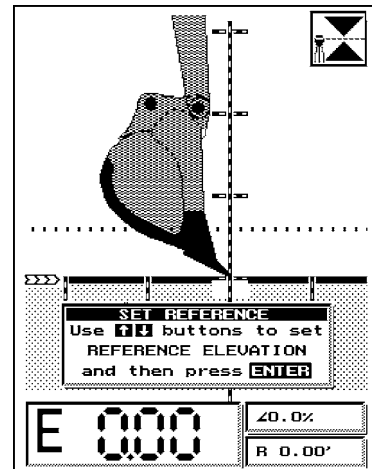 SET REFERENCE
Use ⬆⬇ buttons to set
REFERENCE ELEVATION
and then press ENTER
E 0.00
∠0.0%
R 0.00'